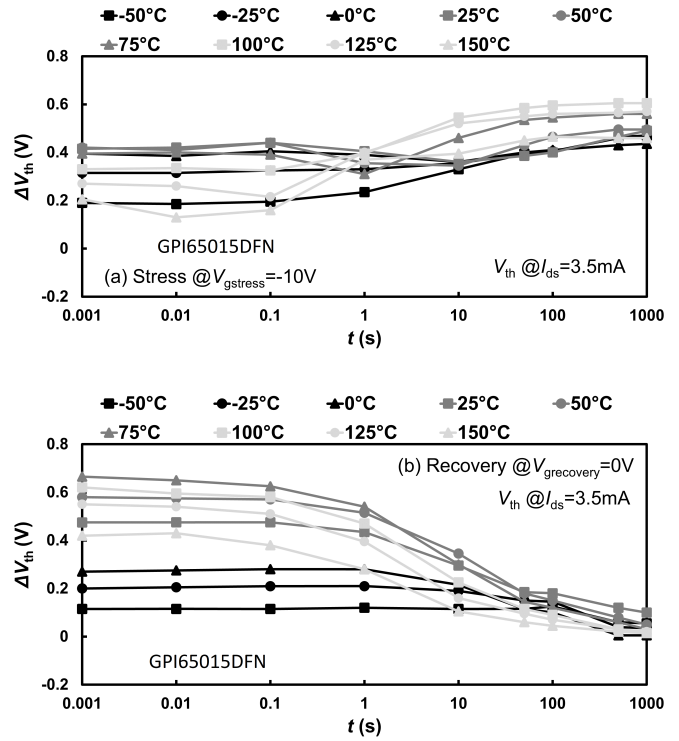 -50°C -25°C 0°C 25°C 50°C
75°C 100°C 125°C 150°C
0.8
0.6
0.4
0.2
0
-0.2
ΔVth (V)
GPI65015DFN
(a) Stress @Vgstress=-10V
Vth @Ids=3.5mA
0.001 0.01 0.1 1 10 100 1000
t (s)
-50°C -25°C 0°C 25°C 50°C
75°C 100°C 125°C 150°C
0.8
0.6
0.4
0.2
0
-0.2
ΔVth (V)
(b) Recovery @Vgrecovery=0V
Vth @Ids=3.5mA
GPI65015DFN
0.001 0.01 0.1 1 10 100 1000
t (s)